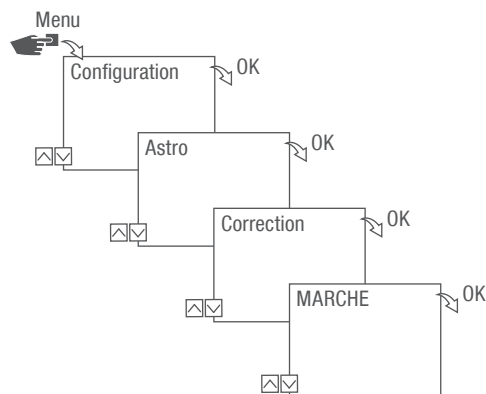 Menu
Configuration
OK
Astro
OK
Correction
OK
MARCHE
OK